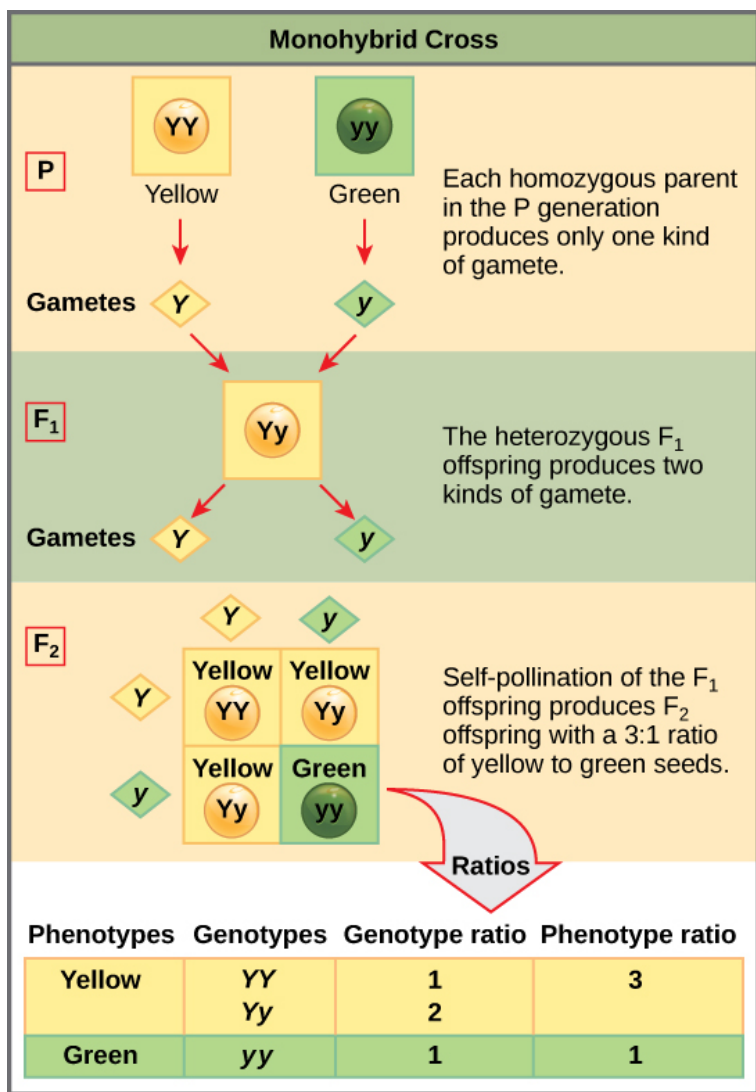 Monohybrid Cross
P
YY
yy
Yellow
Green
Each homozygous parent
in the P generation
produces only one kind
of gamete.
Gametes
Y
y
F1
Yy
The heterozygous F1
offspring produces two
kinds of gamete.
Gametes
Y
y
F2
Y
y
Y
Yellow
Yellow
YY
Yy
y
Yellow
Green
Yy
yy
Self-pollination of the F1
offspring produces F2
offspring with a 3:1 ratio
of yellow to green seeds.
Ratios
Phenotypes Genotypes Genotype ratio Phenotype ratio
Yellow YY 1 3
Yy 2
Green yy 1 1